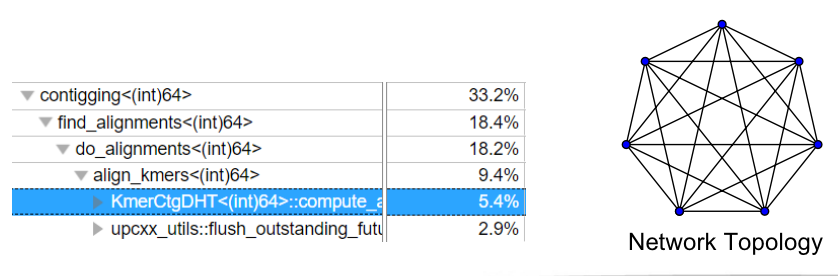 contigging<(int)64> 33.2%
find_alignments<(int)64> 18.4%
do_alignments<(int)64> 18.2%
align_kmers<(int)64> 9.4%
KmerCtgDHT<(int)64>::compute_a 5.4%
upcxx_utils::flush_outstanding_futu 2.9%
Network Topology